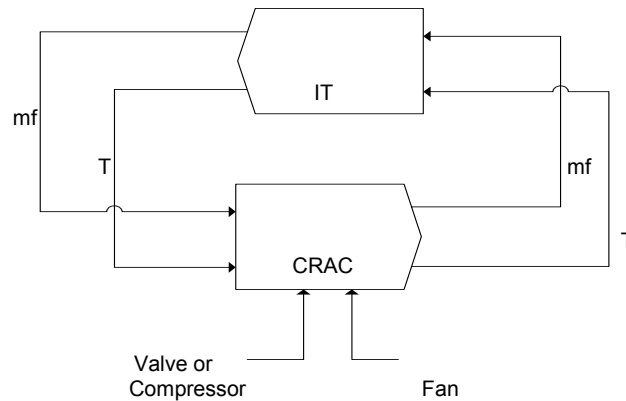 IT
mf
T
mf
T
CRAC
Valve or
Compressor
Fan